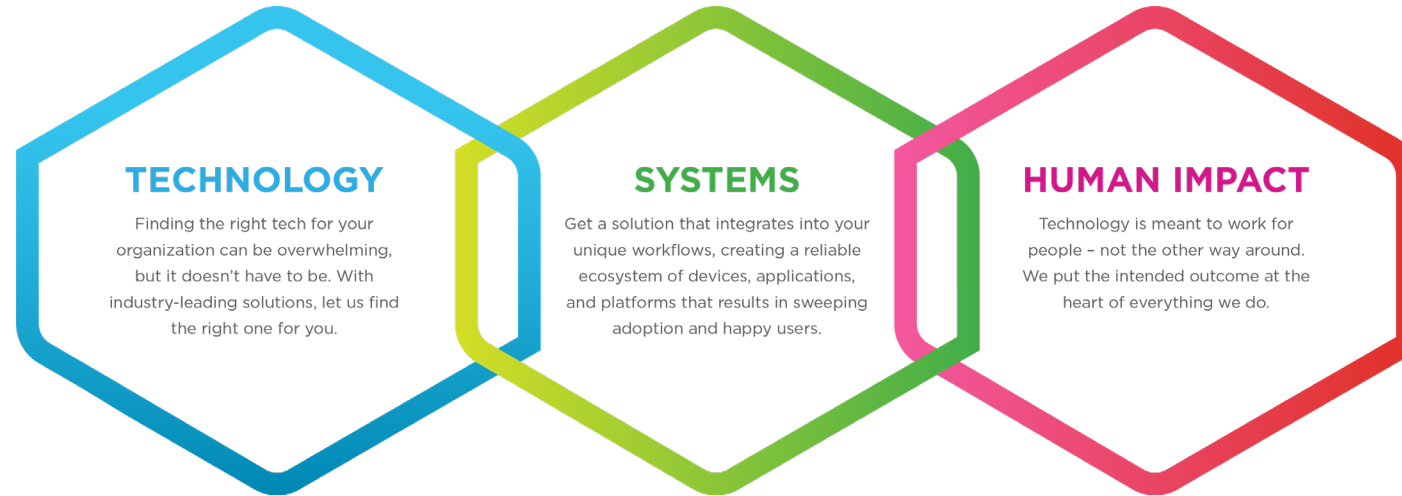 TECHNOLOGY
Finding the right tech for your
organization can be overwhelming,
but it doesn’t have to be. With
industry-leading solutions, let us find
the right one for you.
SYSTEMS
Get a solution that integrates into your
unique workflows, creating a reliable
ecosystem of devices, applications,
and platforms that results in sweeping
adoption and happy users.
HUMAN IMPACT
Technology is meant to work for
people – not the other way around.
We put the intended outcome at the
heart of everything we do.